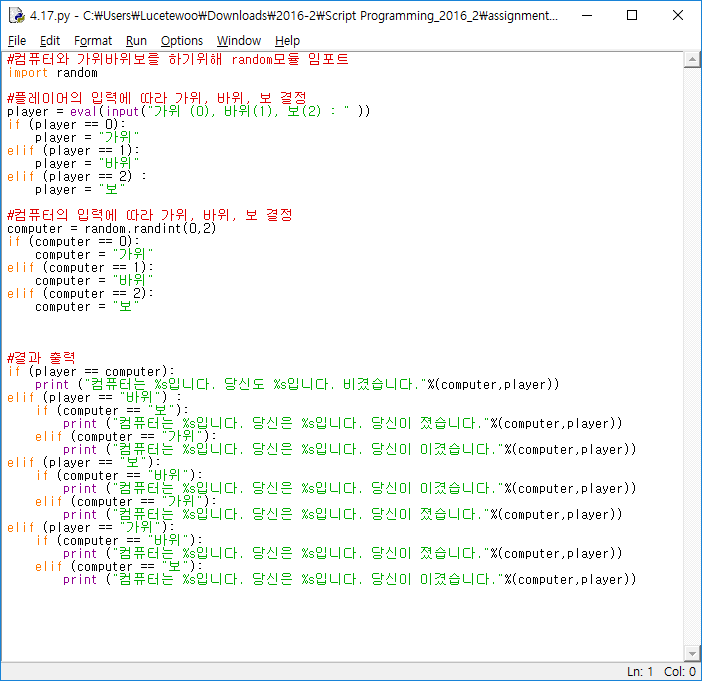 4.17.py - C:₩Users₩Lucetewoo₩Downloads₩2016-2₩Script Programming_2016_2₩assignment...
File Edit Format Run Options Window Help
#컴퓨터와 가위바위보를 하기위해 random모듈 임포트
import random
#플레이어의 입력에 따라 가위, 바위, 보 결정
player = eval(input("가위 (0), 바위(1), 보(2) : " ))
if (player == 0):
    player = "가위"
elif (player == 1):
    player = "바위"
elif (player == 2) :
    player = "보"
#컴퓨터의 입력에 따라 가위, 바위, 보 결정
computer = random.randint(0,2)
if (computer == 0):
    computer = "가위"
elif (computer == 1):
    computer = "바위"
elif (computer == 2):
    computer = "보"
#결과 출력
if (player == computer):
    print ("컴퓨터는 %s입니다. 당신도 %s입니다. 비겼습니다."%(computer,player))
elif (player == "바위") :
    if (computer == "보"):
        print ("컴퓨터는 %s입니다. 당신은 %s입니다. 당신이 졌습니다."%(computer,player))
    elif (computer == "가위"):
        print ("컴퓨터는 %s입니다. 당신은 %s입니다. 당신이 이겼습니다."%(computer,player))
elif (player == "보"):
    if (computer == "바위"):
        print ("컴퓨터는 %s입니다. 당신은 %s입니다. 당신이 이겼습니다."%(computer,player))
    elif (computer == "가위"):
        print ("컴퓨터는 %s입니다. 당신은 %s입니다. 당신이 졌습니다."%(computer,player))
elif (player == "가위"):
    if (computer == "바위"):
        print ("컴퓨터는 %s입니다. 당신은 %s입니다. 당신이 졌습니다."%(computer,player))
    elif (computer == "보"):
        print ("컴퓨터는 %s입니다. 당신은 %s입니다. 당신이 이겼습니다."%(computer,player))
Ln: 1 Col: 0